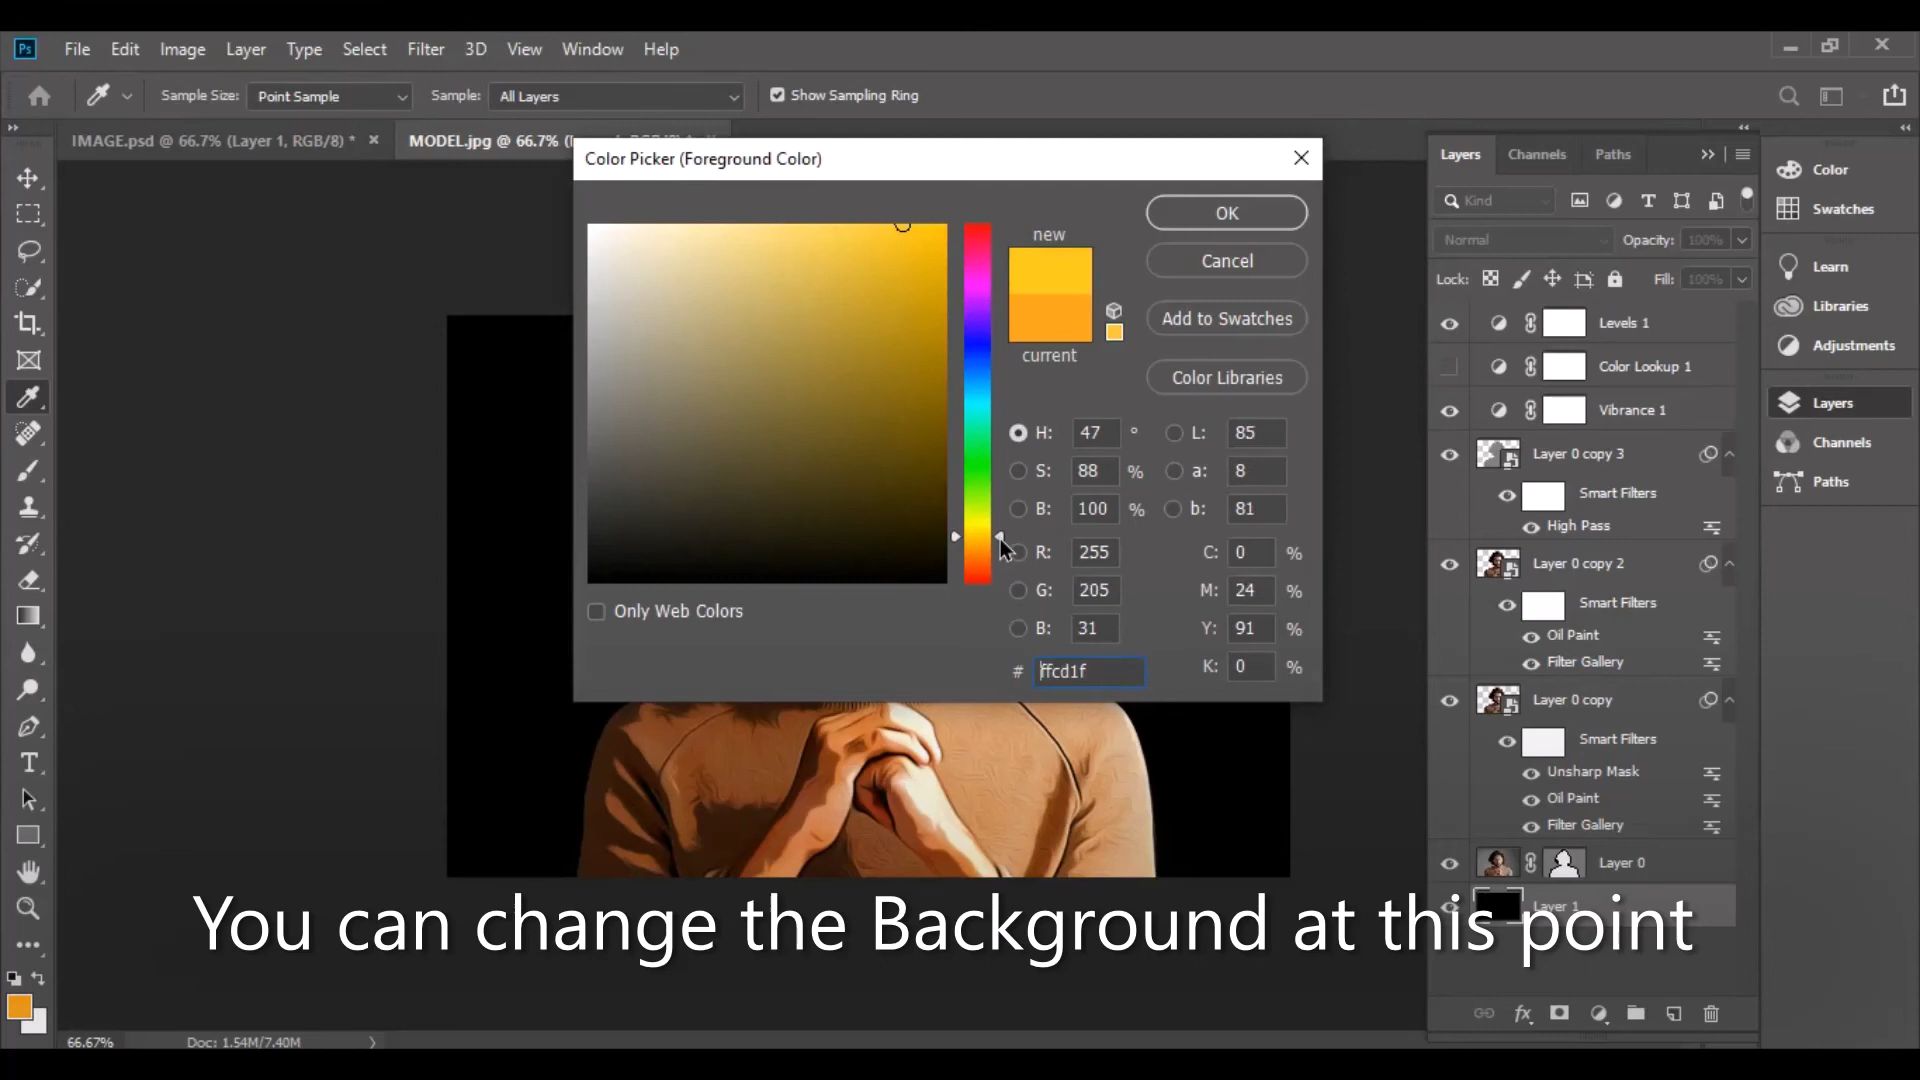 Ps File Edit Image Layer Type Select Filter 3D View Window Help
Sample Size: Point Sample Sample: All Layers Show Sampling Ring
IMAGE.psd @ 66.7% (Layer 1, RGB/8) * × MODEL.jpg @ 66.7% (
Color Picker (Foreground Color)
new
current
OK
Cancel
Add to Swatches
Color Libraries
H: 47 ° L: 85
S: 88 % a: 8
B: 100 % b: 81
R: 255 C: 0 %
G: 205 M: 24 %
B: 31 Y: 91 %
# ffcd1f K: 0 %
Only Web Colors
Layers Channels Paths
Kind
Normal Opacity: 100%
Lock: Fill: 100%
Levels 1
Color Lookup 1
Vibrance 1
Layer 0 copy 3
Smart Filters
High Pass
Layer 0 copy 2
Smart Filters
Oil Paint
Filter Gallery
Layer 0 copy
Smart Filters
Unsharp Mask
Oil Paint
Filter Gallery
Layer 0
Layer 1
Color
Swatches
Learn
Libraries
Adjustments
Layers
Channels
Paths
You can change the Background at this point
66.67% Doc: 1.54M/7.40M